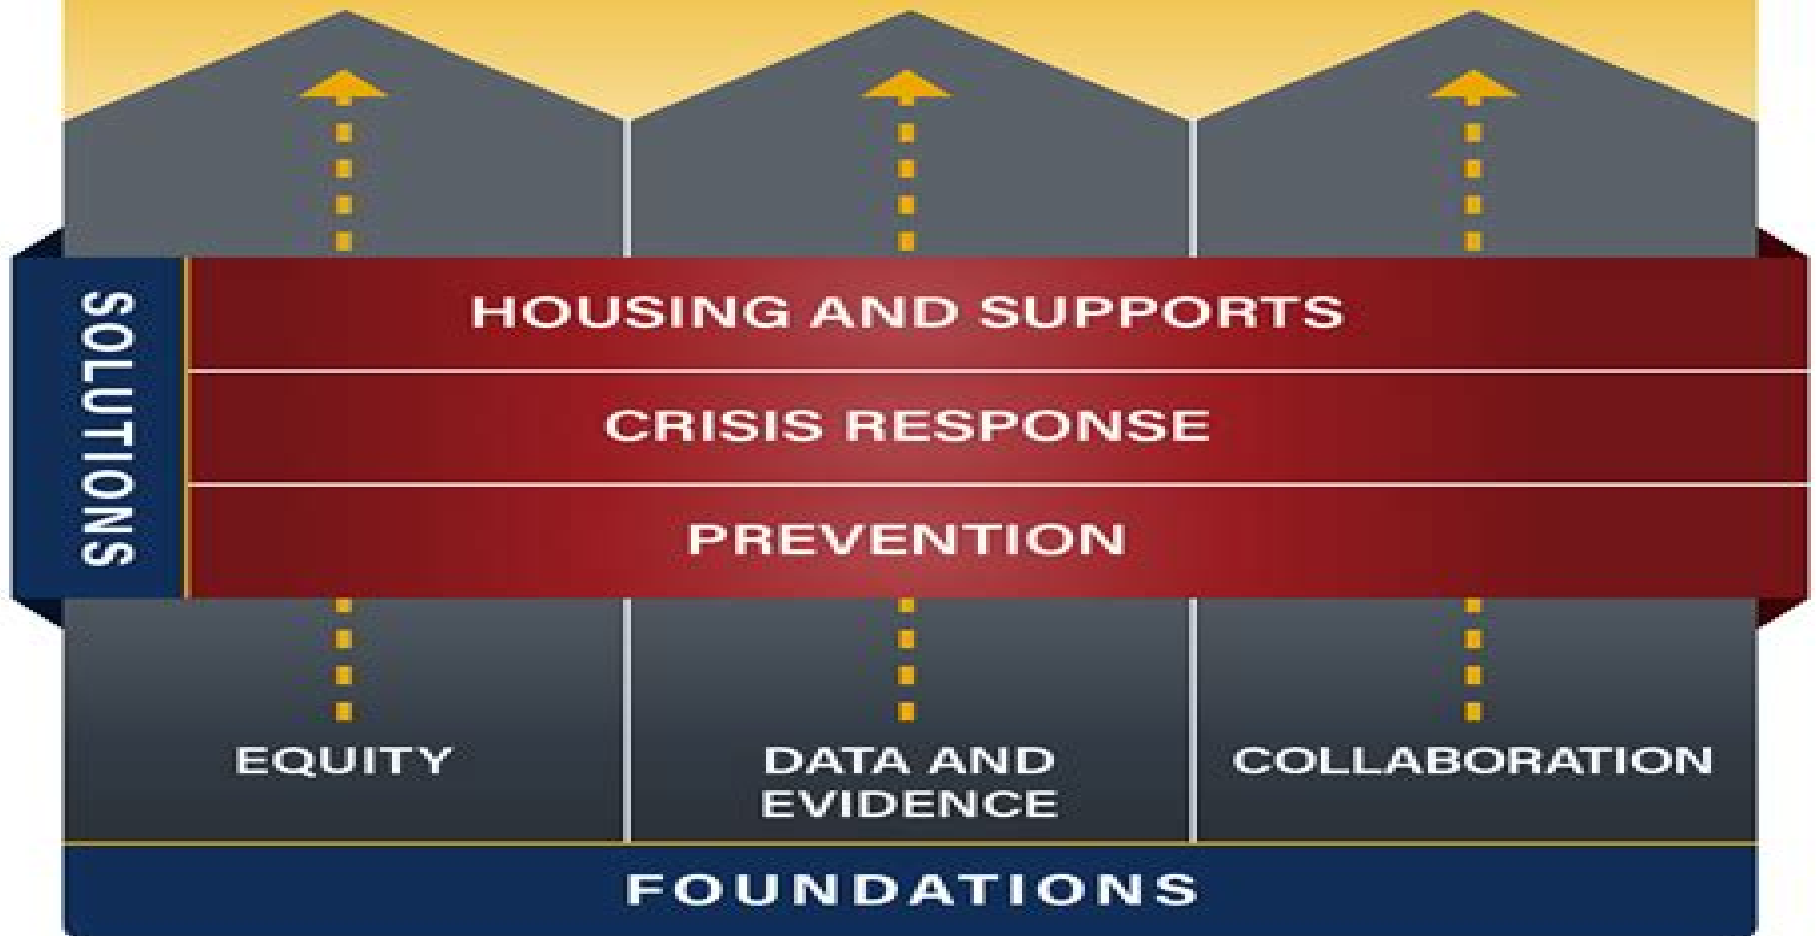 SOLUTIONS
HOUSING AND SUPPORTS
CRISIS RESPONSE
PREVENTION
EQUITY
DATA AND
EVIDENCE
COLLABORATION
FOUNDATIONS